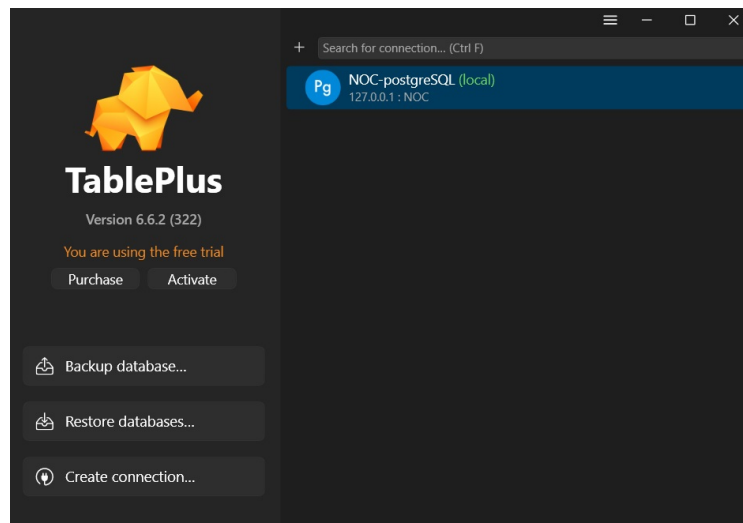 TablePlus
Version 6.6.2 (322)
You are using the free trial
Purchase
Activate
Backup database...
Restore databases...
Create connection...
+ Search for connection... (Ctrl F)
Pg
NOC-postgreSQL (local)
127.0.0.1 : NOC